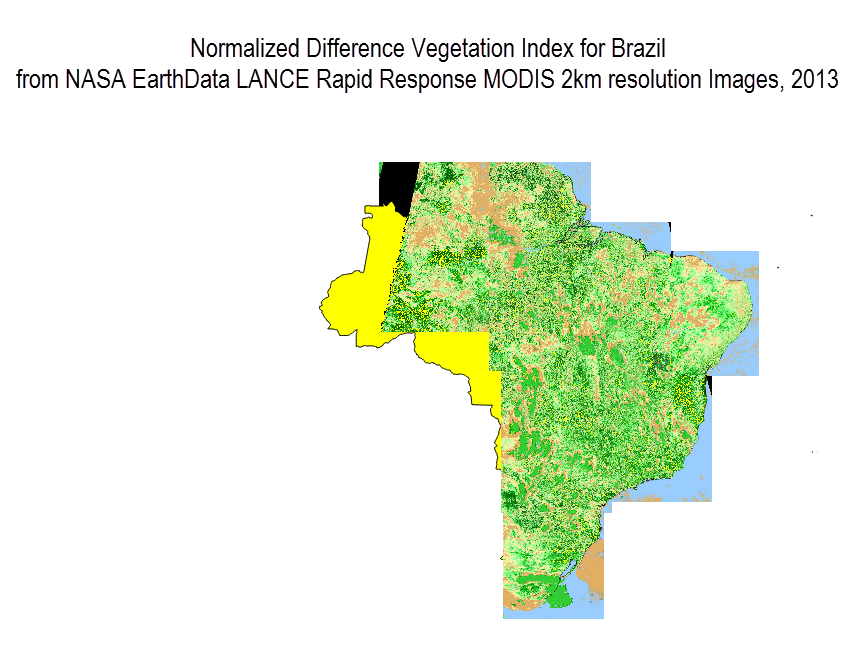 Normalized Difference Vegetation Index for Brazil
from NASA EarthData LANCE Rapid Response MODIS 2km resolution Images, 2013